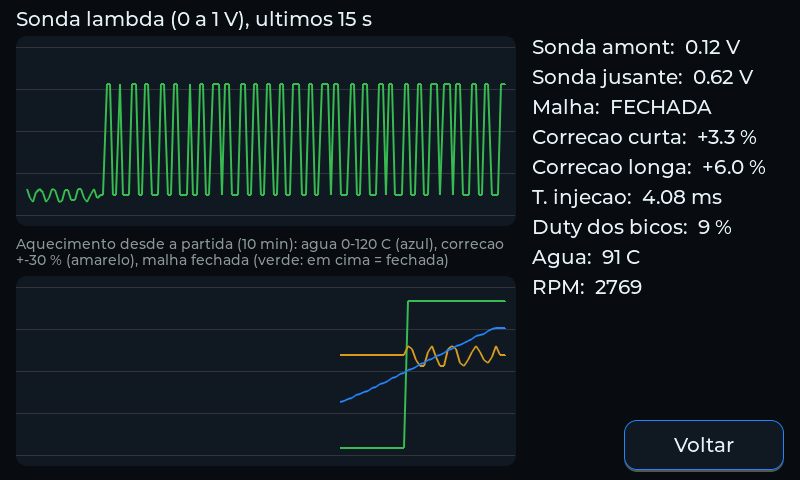 Sonda lambda (0 a 1 V), ultimos 15 s
Sonda amont: 0.12 V
Sonda jusante: 0.62 V
Malha: FECHADA
Correcao curta: +3.3 %
Correcao longa: +6.0 %
T. injecao: 4.08 ms
Duty dos bicos: 9 %
Agua: 91 C
RPM: 2769
Aquecimento desde a partida (10 min): agua 0-120 C (azul), correcao
+-30 % (amarelo), malha fechada (verde: em cima = fechada)
Voltar